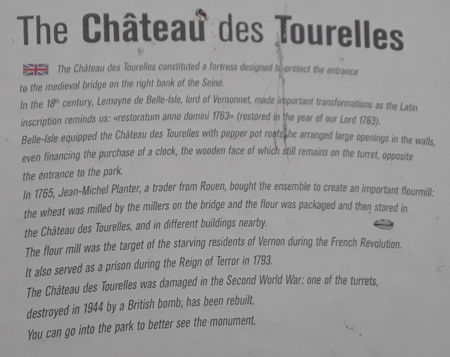 The Château des Tourelles
The Château des Tourelles constituted a fortress designed to protect the entrance
to the medieval bridge on the right bank of the Seine.
In the 18th century, Lemoyne de Belle-Isle, lord of Vernonnet, made important transformations as the Latin
inscription reminds us: «restoratum anno domini 1763» (restored in the year of our Lord 1763).
Belle-Isle equipped the Château des Tourelles with pepper pot roofs, he arranged large openings in the walls,
even financing the purchase of a clock, the wooden face of which still remains on the turret, opposite
the entrance to the park.
In 1765, Jean-Michel Planter, a trader from Rouen, bought the ensemble to create an important flourmill:
the wheat was milled by the millers on the bridge and the flour was packaged and then stored in
the Château des Tourelles, and in different buildings nearby.
The flour mill was the target of the starving residents of Vernon during the French Revolution.
It also served as a prison during the Reign of Terror in 1793.
The Château des Tourelles was damaged in the Second World War: one of the turrets,
destroyed in 1944 by a British bomb, has been rebuilt.
You can go into the park to better see the monument.